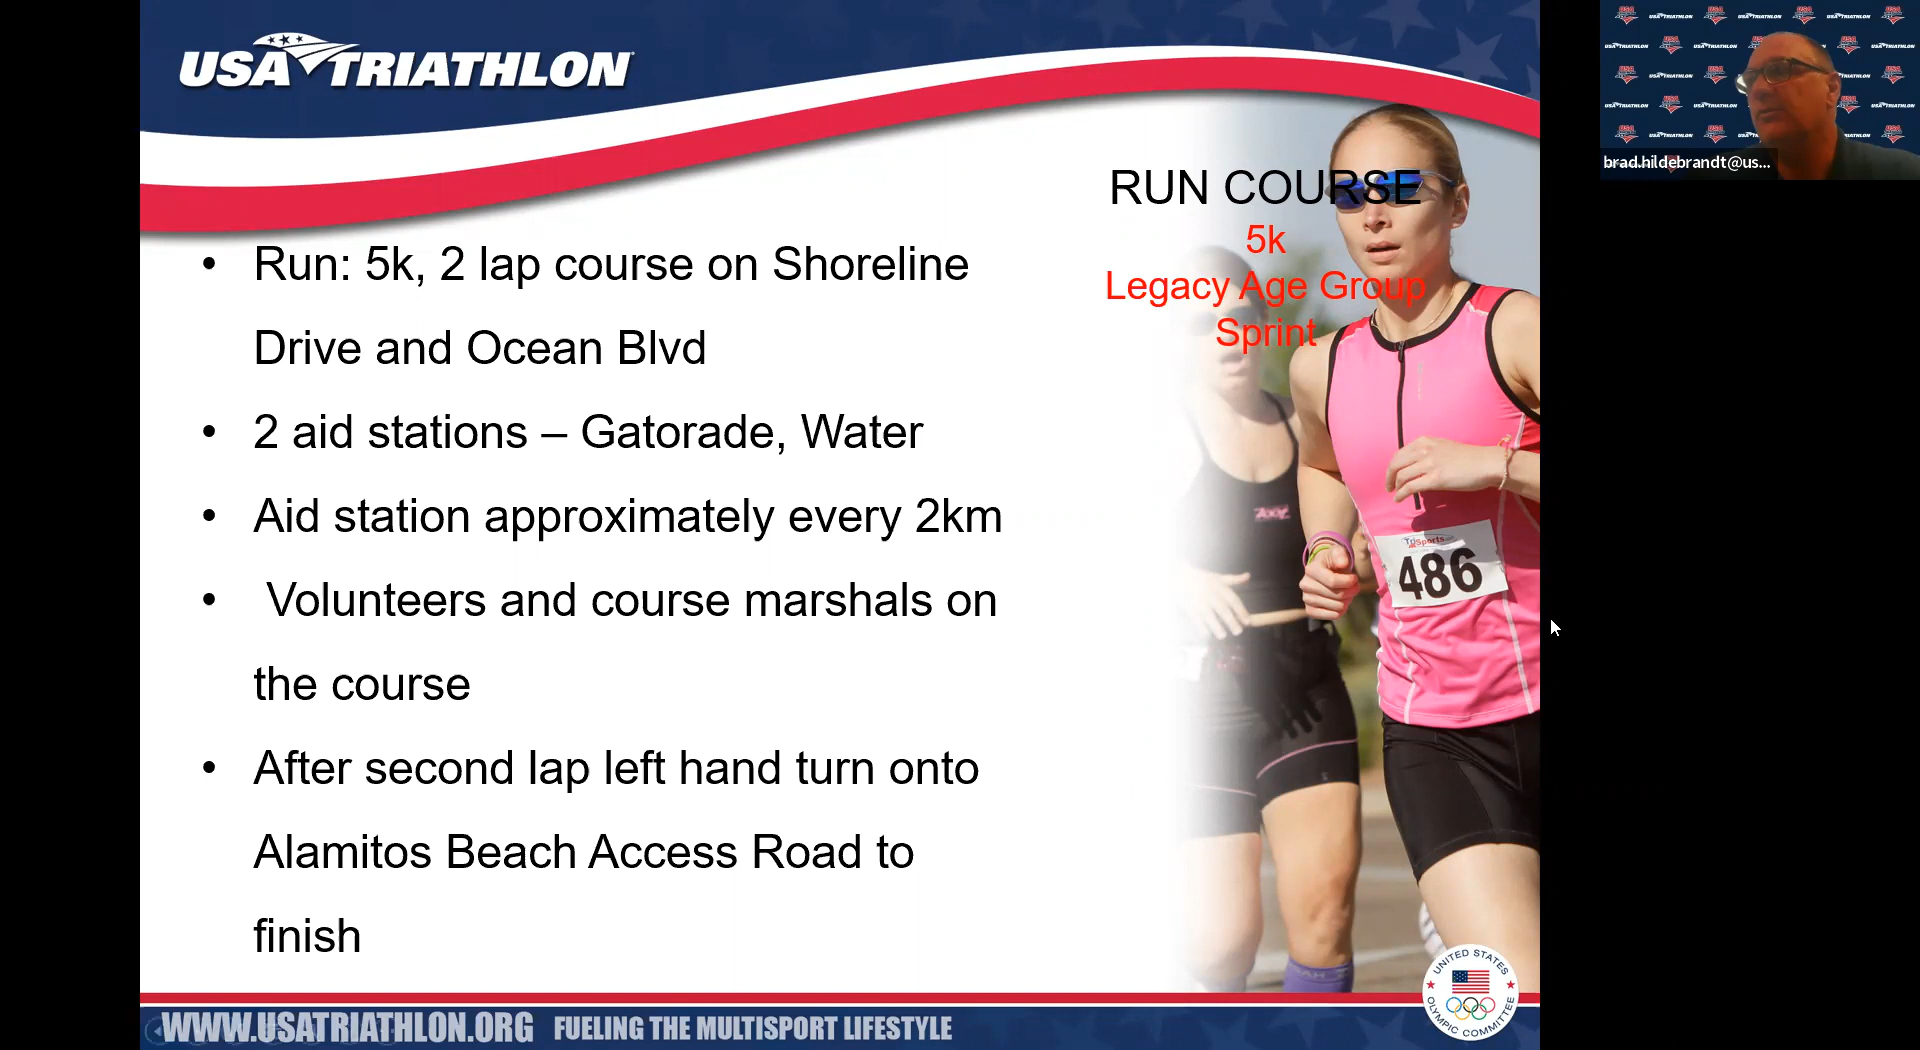 USA TRIATHLON
RUN COURSE
5k
Legacy Age Group
Sprint
• Run: 5k, 2 lap course on Shoreline
Drive and Ocean Blvd
• 2 aid stations – Gatorade, Water
• Aid station approximately every 2km
• Volunteers and course marshals on
the course
• After second lap left hand turn onto
Alamitos Beach Access Road to
finish
TriSports.com
486
UNITED STATES
OLYMPIC COMMITTEE
WWW.USATRIATHLON.ORG FUELING THE MULTISPORT LIFESTYLE
brad.hildebrandt@us...